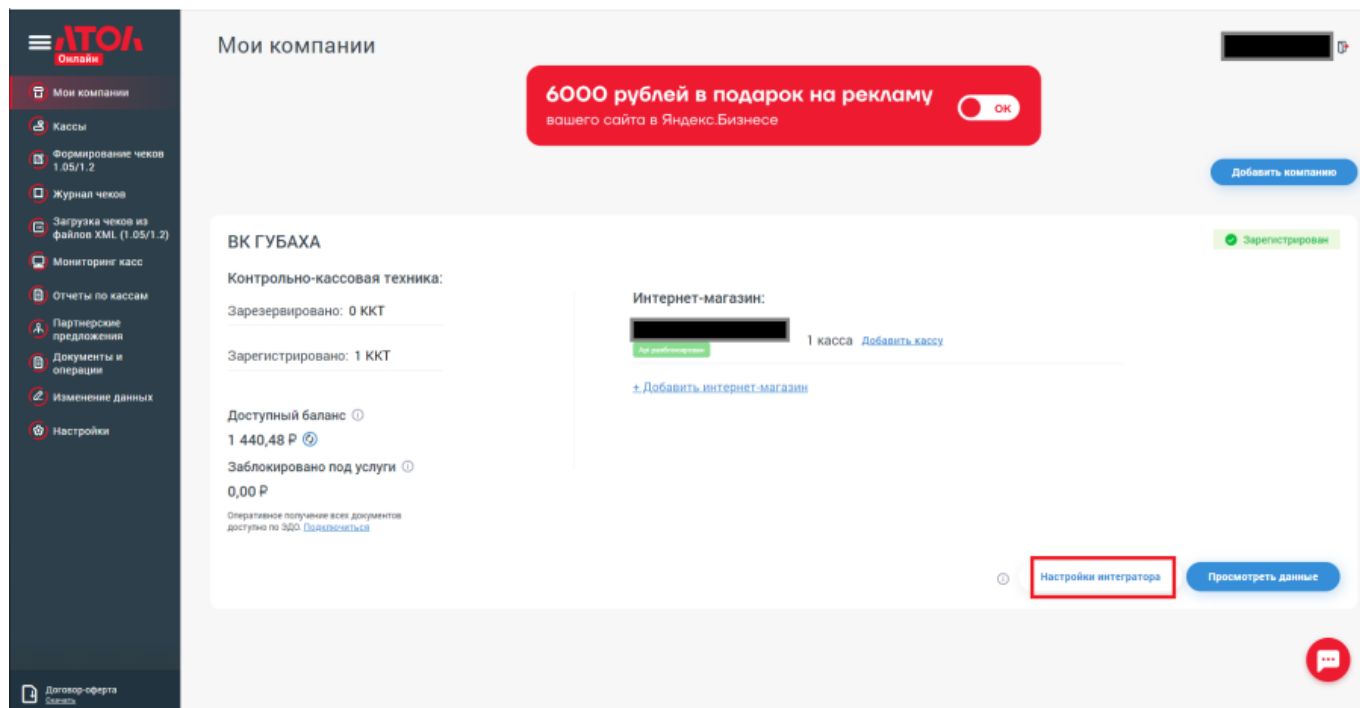 АТОЛ
Онлайн
Мои компании
Кассы
Формирование чеков
1.05/1.2
Журнал чеков
Загрузка чеков из
файлов XML (1.05/1.2)
Мониторинг касс
Отчеты по кассам
Партнерские
предложения
Документы и
операции
Изменение данных
Настройки
Договор-оферта
Скачать
Мои компании
6000 рублей в подарок на рекламу
вашего сайта в Яндекс.Бизнесе
ОК
Добавить компанию
ВК ГУБАХА
Зарегистрирован
Контрольно-кассовая техника:
Зарезервировано: 0 ККТ
Зарегистрировано: 1 ККТ
Интернет-магазин:
Api разблокирован
1 касса Добавить кассу
+ Добавить интернет-магазин
Доступный баланс
1 440,48 ₽
Заблокировано под услуги
0,00 ₽
Оперативное получение всех документов
доступно по ЭДО. Подключиться
Настройки интегратора
Просмотреть данные